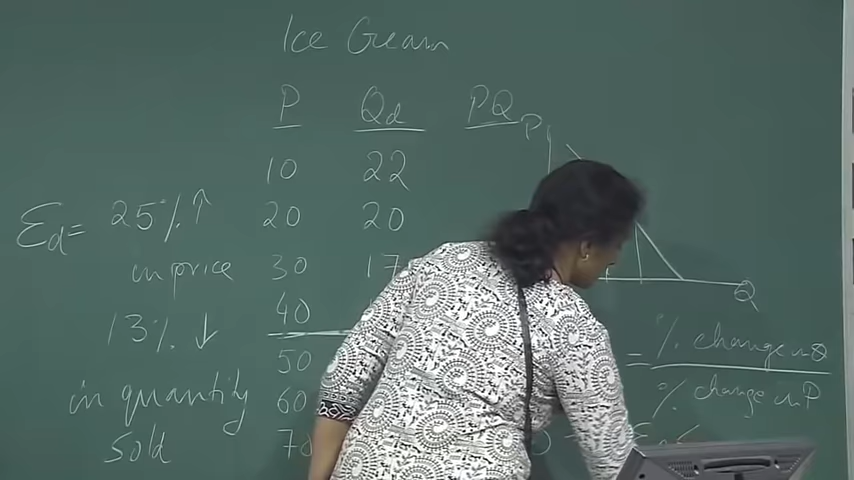 Ice Cream
P Qd PQ
10 22
20 20
30 17
40
50
60
70
Ed = 25% ↑
in price
13% ↓
in quantity
sold
P
Q
= % change in Q
% change in P